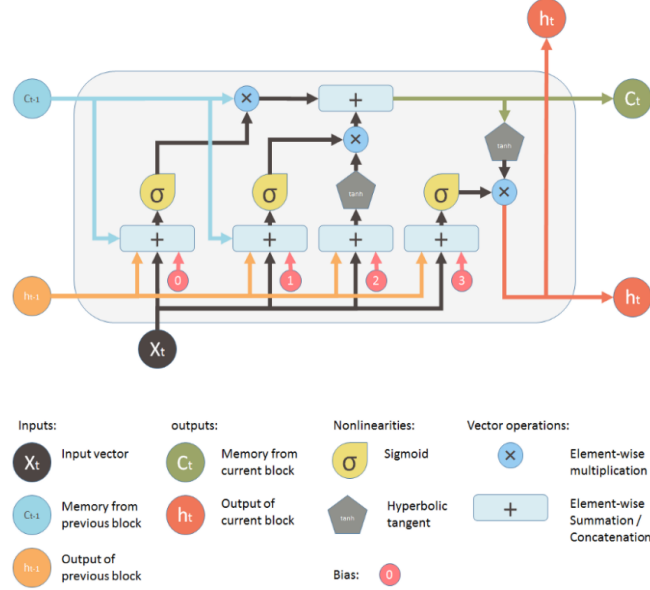 ht
Ct-1
×
+
Ct
tanh
×
σ
σ
tanh
σ
×
+
+
+
+
0
1
2
3
ht-1
ht
Xt
Inputs:
outputs:
Nonlinearities:
Vector operations:
Xt
Input vector
Ct
Memory from
current block
σ
Sigmoid
×
Element-wise
multiplication
Ct-1
Memory from
previous block
ht
Output of
current block
tanh
Hyperbolic
tangent
+
Element-wise
Summation /
Concatenation
ht-1
Output of
previous block
Bias:
0